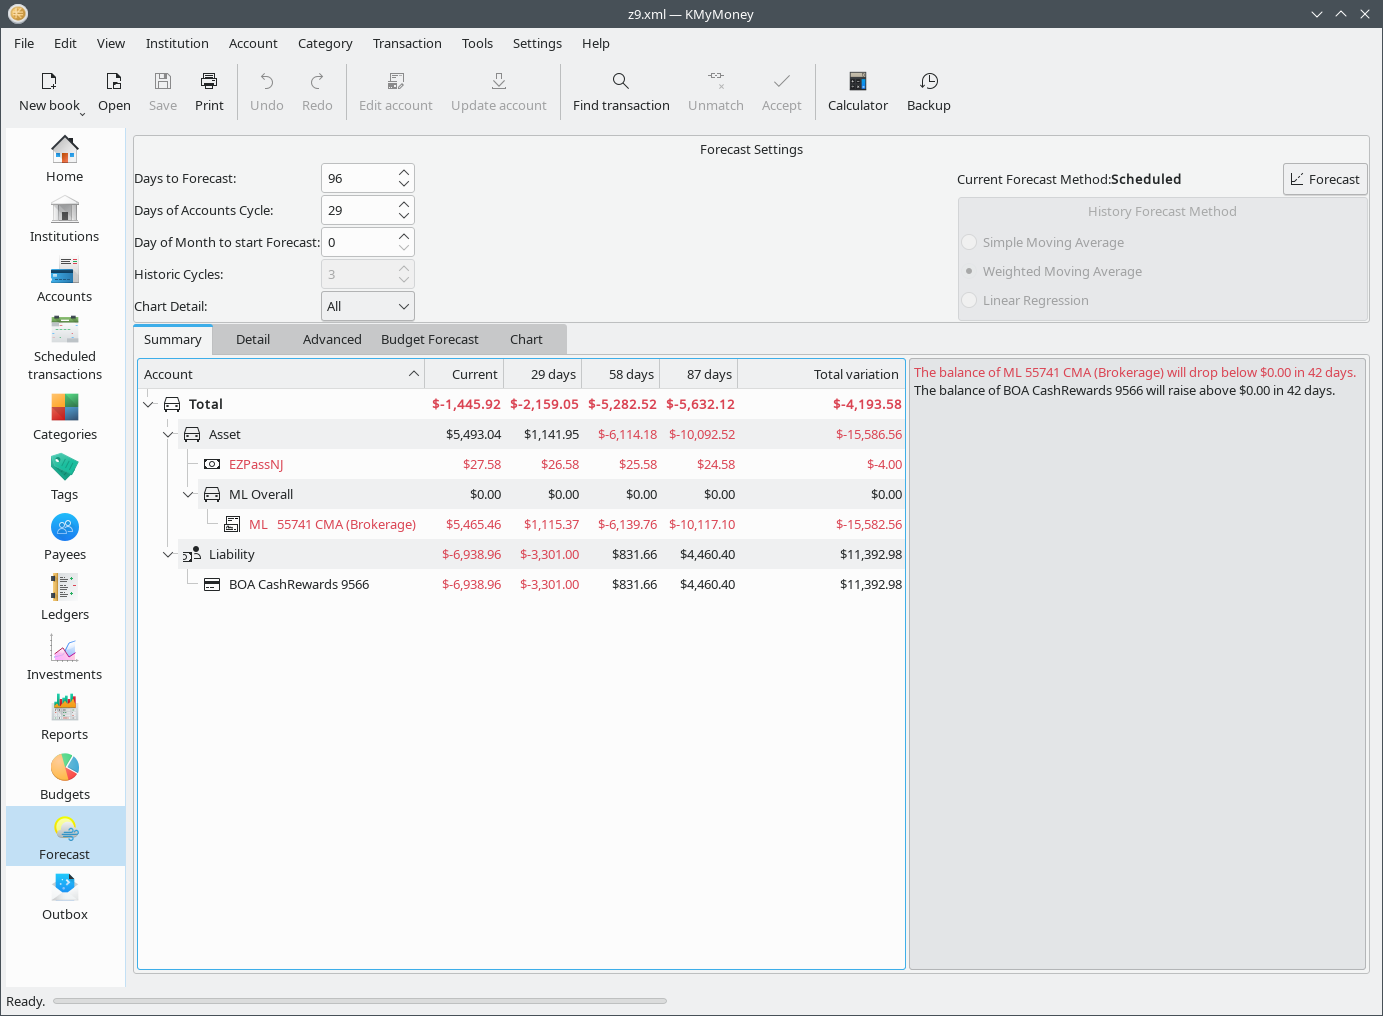 z9.xml — KMyMoney
File Edit View Institution Account Category Transaction Tools Settings Help
New book Open Save Print Undo Redo Edit account Update account Find transaction Unmatch Accept Calculator Backup
Home
Institutions
Accounts
Scheduled
transactions
Categories
Tags
Payees
Ledgers
Investments
Reports
Budgets
Forecast
Outbox
Forecast Settings
Days to Forecast: 96
Days of Accounts Cycle: 29
Day of Month to start Forecast: 0
Historic Cycles: 3
Chart Detail: All
Current Forecast Method:Scheduled Forecast
History Forecast Method
Simple Moving Average
Weighted Moving Average
Linear Regression
Summary Detail Advanced Budget Forecast Chart
Account Current 29 days 58 days 87 days Total variation
Total $-1,445.92 $-2,159.05 $-5,282.52 $-5,632.12 $-4,193.58
Asset $5,493.04 $1,141.95 $-6,114.18 $-10,092.52 $-15,586.56
EZPassNJ $27.58 $26.58 $25.58 $24.58 $-4.00
ML Overall $0.00 $0.00 $0.00 $0.00 $0.00
ML 55741 CMA (Brokerage) $5,465.46 $1,115.37 $-6,139.76 $-10,117.10 $-15,582.56
Liability $-6,938.96 $-3,301.00 $831.66 $4,460.40 $11,392.98
BOA CashRewards 9566 $-6,938.96 $-3,301.00 $831.66 $4,460.40 $11,392.98
The balance of ML 55741 CMA (Brokerage) will drop below $0.00 in 42 days.
The balance of BOA CashRewards 9566 will raise above $0.00 in 42 days.
Ready.